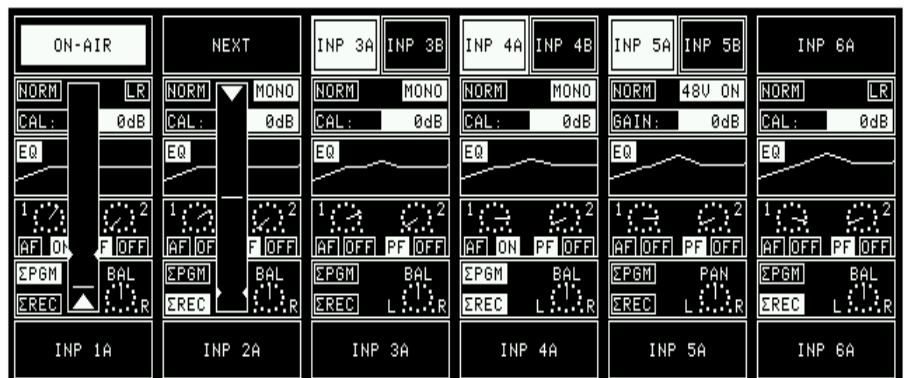 ON-AIR NEXT INP 3A INP 3B INP 4A INP 4B INP 5A INP 5B INP 6A
NORM LR NORM MONO NORM MONO NORM MONO NORM 48V ON NORM LR
CAL: 0dB CAL: 0dB CAL: 0dB CAL: 0dB GAIN: 0dB CAL: 0dB
EQ EQ EQ EQ EQ EQ
1 2 1 2 1 2 1 2 1 2 1 2
AF ON F OFF AF OF F OFF AF OFF PF OFF AF ON PF OFF AF OFF PF OFF AF OFF PF OFF
ΣPGM BAL ΣPGM BAL ΣPGM BAL ΣPGM BAL ΣPGM PAN ΣPGM BAL
ΣREC R ΣREC R ΣREC L R ΣREC L R ΣREC L R ΣREC L R
INP 1A INP 2A INP 3A INP 4A INP 5A INP 6A